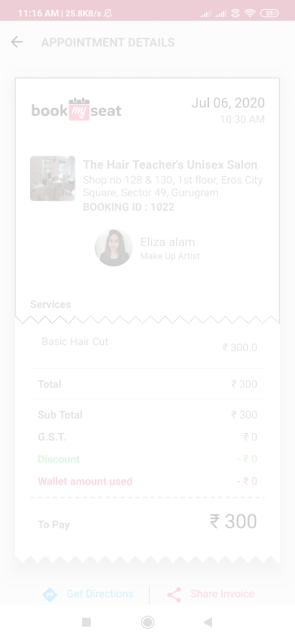 11:16 AM | 25.8KB/s
APPOINTMENT DETAILS
book my seat
Jul 06, 2020
10:30 AM
The Hair Teacher's Unisex Salon
Shop no 128 & 130, 1st floor, Eros City
Square, Sector 49, Gurugram
BOOKING ID : 1022
Eliza alam
Make Up Artist
Services
Basic Hair Cut
₹ 300.0
Total ₹ 300
Sub Total ₹ 300
G.S.T. ₹ 0
Discount - ₹ 0
Wallet amount used - ₹ 0
To Pay ₹ 300
Get Directions Share Invoice